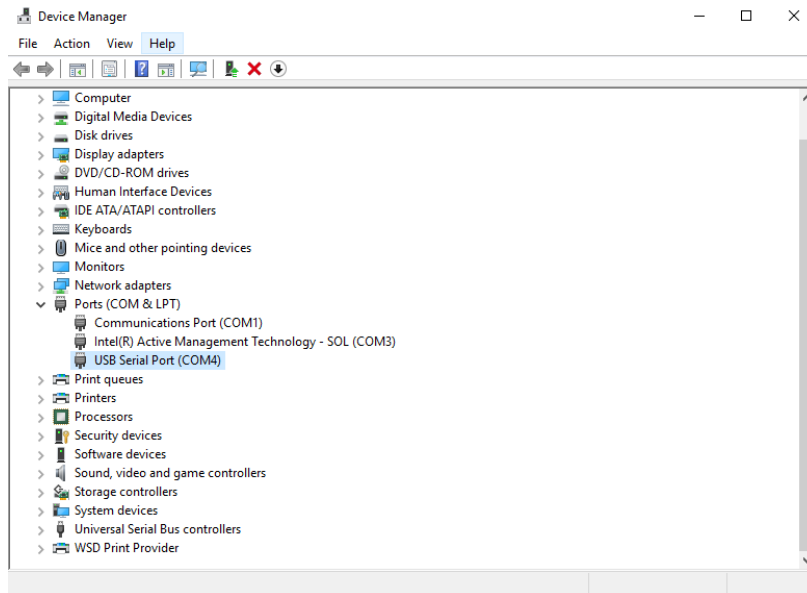 Device Manager
File Action View Help
Computer
Digital Media Devices
Disk drives
Display adapters
DVD/CD-ROM drives
Human Interface Devices
IDE ATA/ATAPI controllers
Keyboards
Mice and other pointing devices
Monitors
Network adapters
Ports (COM & LPT)
Communications Port (COM1)
Intel(R) Active Management Technology - SOL (COM3)
USB Serial Port (COM4)
Print queues
Printers
Processors
Security devices
Software devices
Sound, video and game controllers
Storage controllers
System devices
Universal Serial Bus controllers
WSD Print Provider